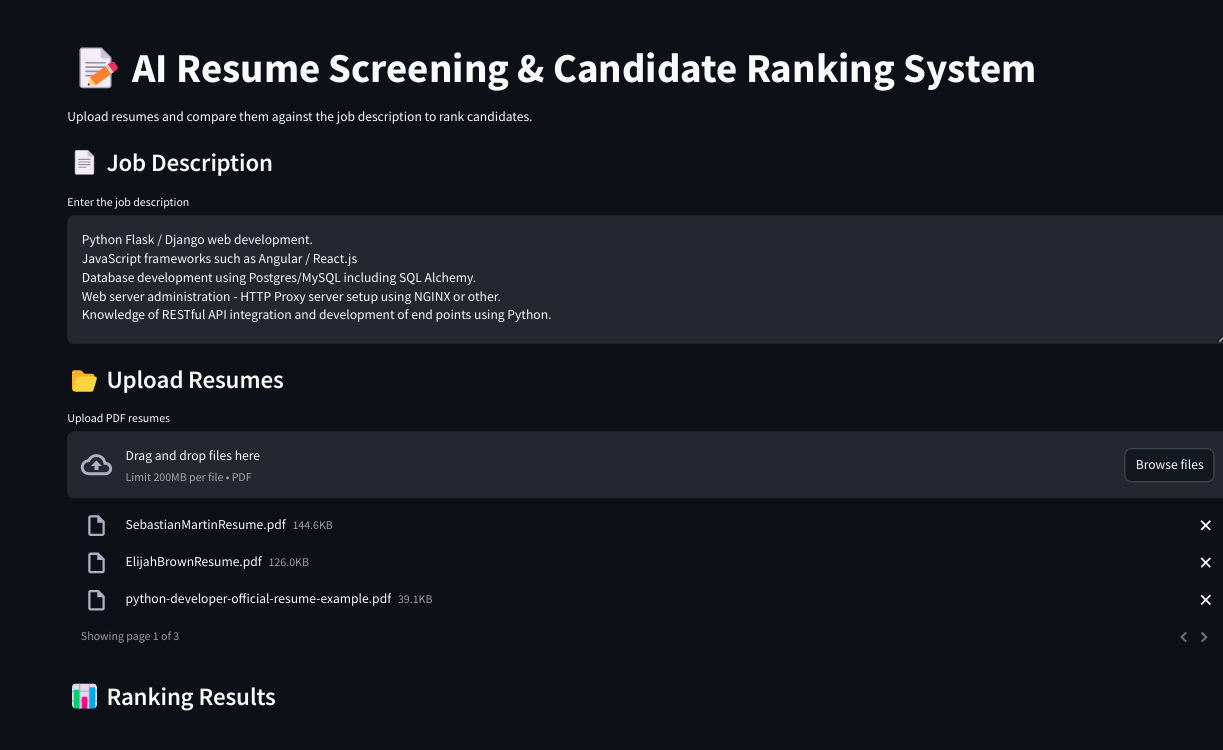 AI Resume Screening & Candidate Ranking System
Upload resumes and compare them against the job description to rank candidates.
Job Description
Enter the job description
Python Flask / Django web development.
JavaScript frameworks such as Angular / React.js
Database development using Postgres/MySQL including SQL Alchemy.
Web server administration - HTTP Proxy server setup using NGINX or other.
Knowledge of RESTful API integration and development of end points using Python.
Upload Resumes
Upload PDF resumes
Drag and drop files here
Limit 200MB per file • PDF
Browse files
SebastianMartinResume.pdf 144.6KB
ElijahBrownResume.pdf 126.0KB
python-developer-official-resume-example.pdf 39.1KB
Showing page 1 of 3
Ranking Results